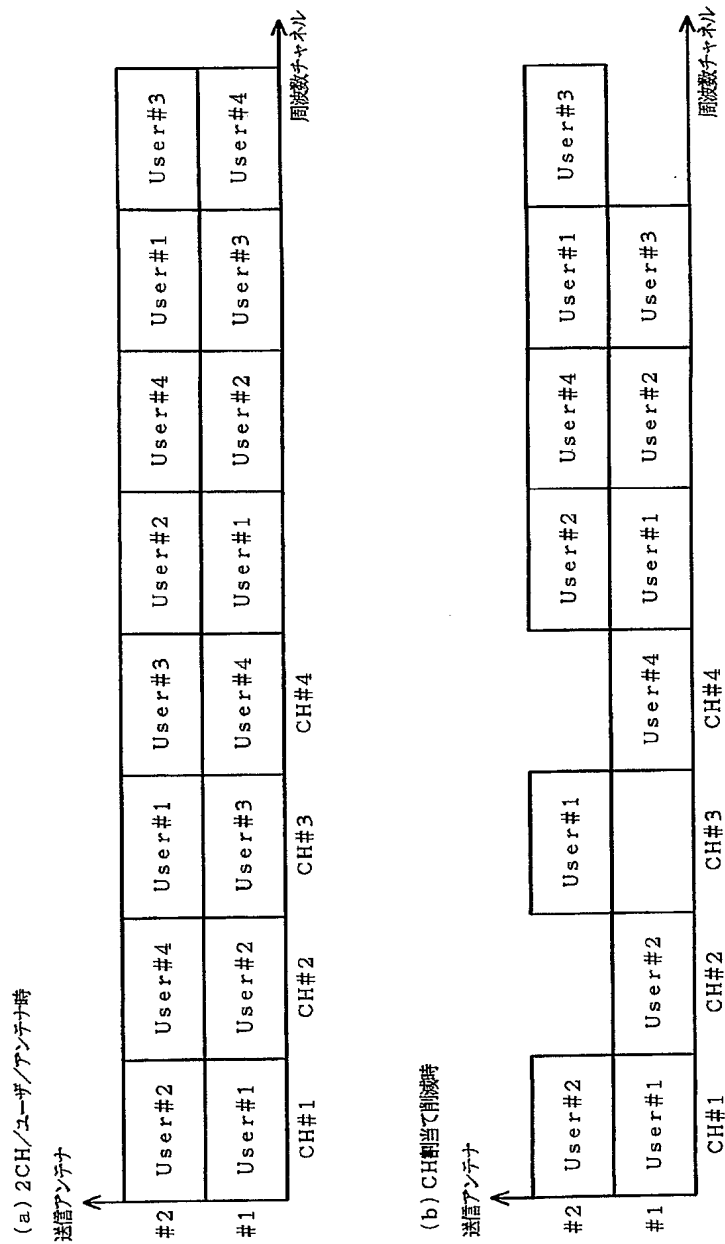 (a) 2CH/ユーザ/アンテナ時
送信アンテナ
#2 User#2 User#4 User#1 User#3 User#2 User#4 User#1 User#3
#1 User#1 User#2 User#3 User#4 User#1 User#2 User#3 User#4
CH#1 CH#2 CH#3 CH#4
周波数チャネル
(b) CH割当て削減時
送信アンテナ
#2 User#2 User#1 User#2 User#4 User#1 User#3
#1 User#1 User#2 User#4 User#1 User#2 User#3
CH#1 CH#2 CH#3 CH#4
周波数チャネル